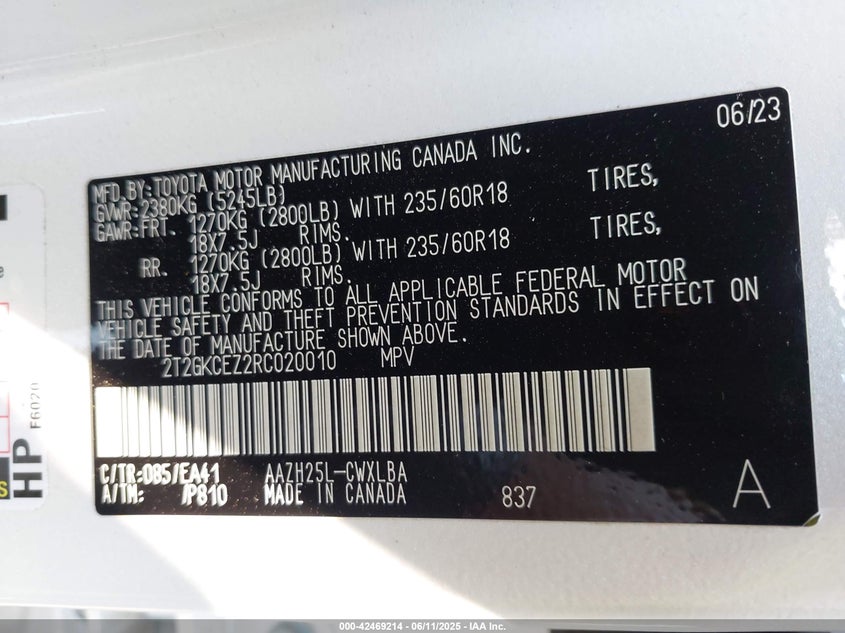 06/23
MFD.BY:TOYOTA MOTOR MANUFACTURING CANADA INC.
GVWR:2380KG (5245LB)
GAWR:FRT. 1270KG (2800LB) WITH 235/60R18 TIRES,
18X7.5J RIMS.
RR. 1270KG (2800LB) WITH 235/60R18 TIRES,
18X7.5J RIMS.
THIS VEHICLE CONFORMS TO ALL APPLICABLE FEDERAL MOTOR
VEHICLE SAFETY AND THEFT PREVENTION STANDARDS IN EFFECT ON
THE DATE OF MANUFACTURE SHOWN ABOVE.
2T2GKCEZ2RC020010 MPV
C/TR:085/EA41 AAZH25L-CWXLBA
A/TM: /P810 MADE IN CANADA 837 A
HP F6020
000-42469214 - 06/11/2025 - IAA Inc.